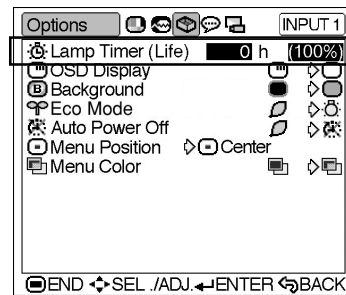 Options INPUT 1
Lamp Timer (Life) 0 h (100%)
OSD Display
B Background
Eco Mode
Auto Power Off
Menu Position Center
Menu Color
END SEL./ADJ. ENTER BACK